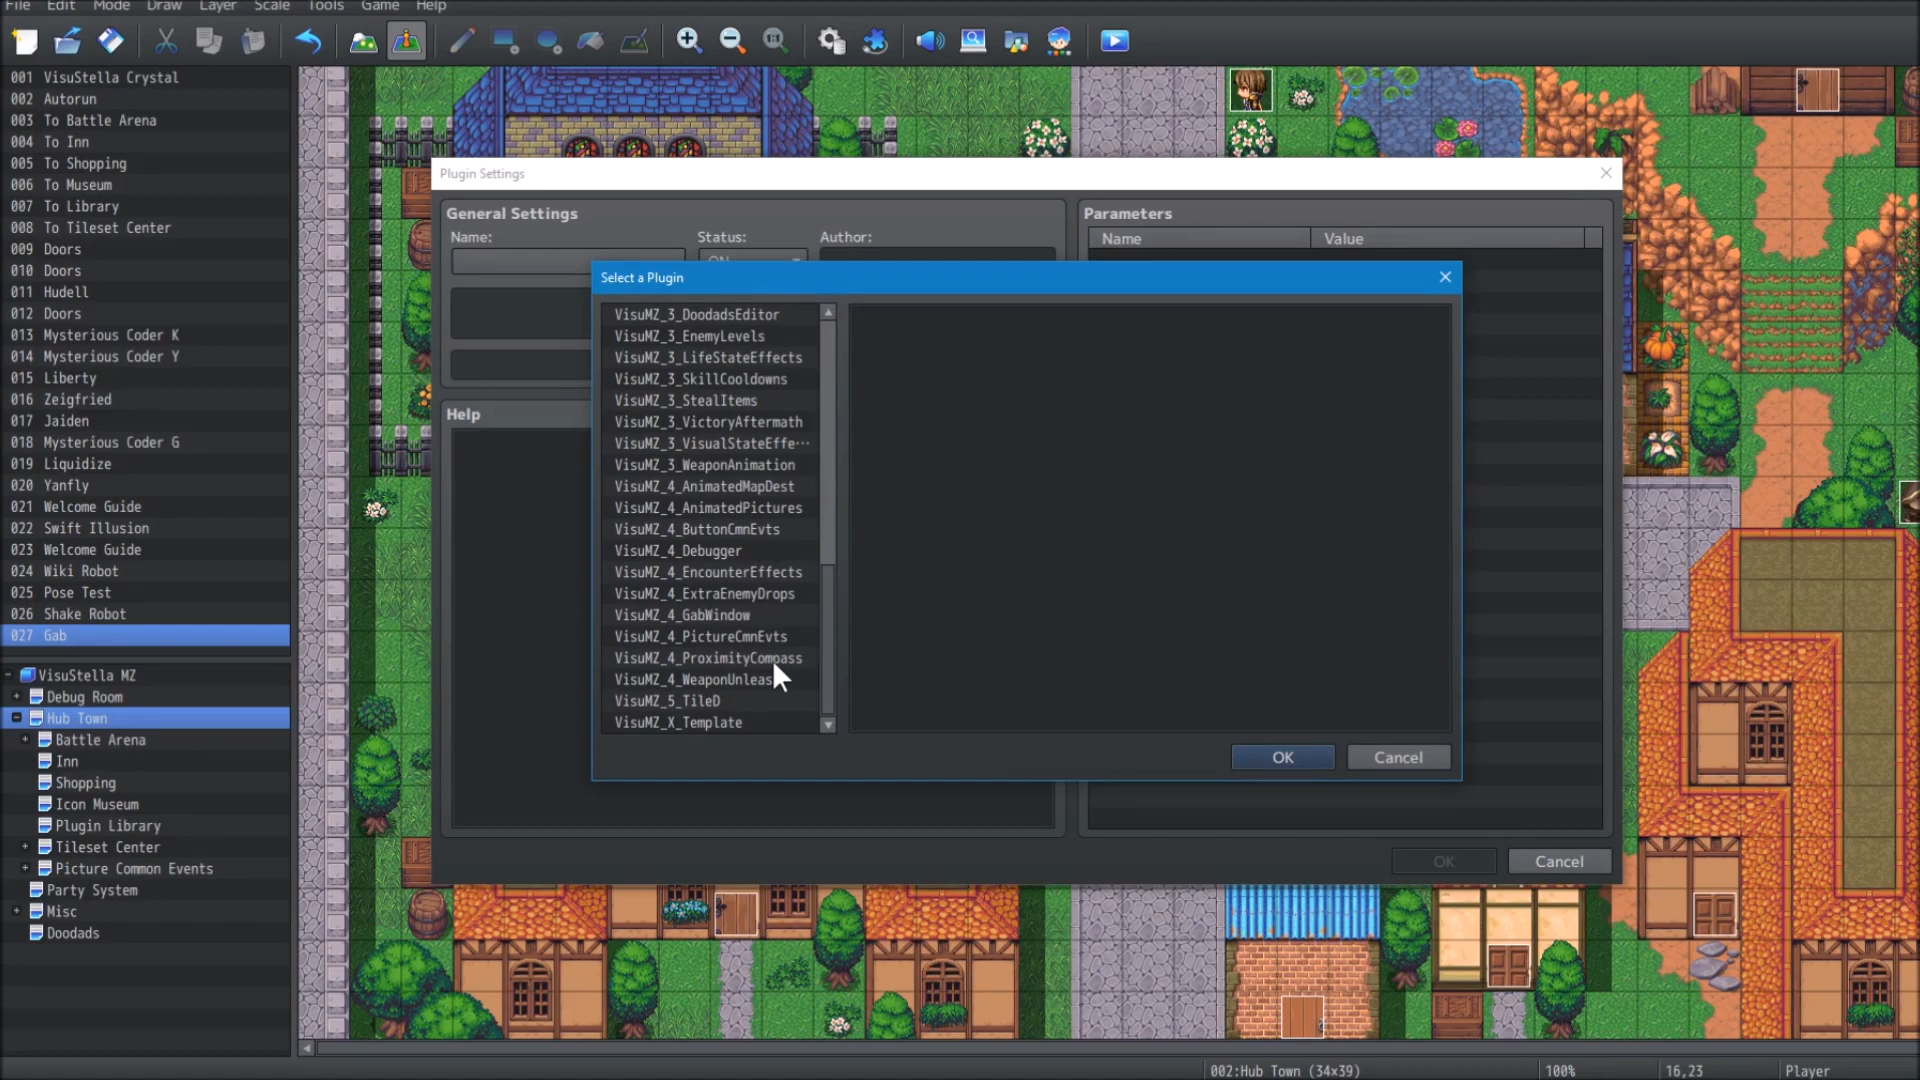 File Edit Mode Draw Layer Scale Tools Game Help
001 VisuStella Crystal
002 Autorun
003 To Battle Arena
004 To Inn
005 To Shopping
006 To Museum
007 To Library
008 To Tileset Center
009 Doors
010 Doors
011 Hudell
012 Doors
013 Mysterious Coder K
014 Mysterious Coder Y
015 Liberty
016 Zeigfried
017 Jaiden
018 Mysterious Coder G
019 Liquidize
020 Yanfly
021 Welcome Guide
022 Swift Illusion
023 Welcome Guide
024 Wiki Robot
025 Pose Test
026 Shake Robot
027 Gab
VisuStella MZ
Debug Room
Hub Town
Battle Arena
Inn
Shopping
Icon Museum
Plugin Library
Tileset Center
Picture Common Events
Party System
Misc
Doodads
Plugin Settings
General Settings
Name: Status: Author:
ON
Help
Parameters
Name Value
Select a Plugin
VisuMZ_3_DoodadsEditor
VisuMZ_3_EnemyLevels
VisuMZ_3_LifeStateEffects
VisuMZ_3_SkillCooldowns
VisuMZ_3_StealItems
VisuMZ_3_VictoryAftermath
VisuMZ_3_VisualStateEffe…
VisuMZ_3_WeaponAnimation
VisuMZ_4_AnimatedMapDest
VisuMZ_4_AnimatedPictures
VisuMZ_4_ButtonCmnEvts
VisuMZ_4_Debugger
VisuMZ_4_EncounterEffects
VisuMZ_4_ExtraEnemyDrops
VisuMZ_4_GabWindow
VisuMZ_4_PictureCmnEvts
VisuMZ_4_ProximityCompass
VisuMZ_4_WeaponUnleas
VisuMZ_5_TileD
VisuMZ_X_Template
OK Cancel
OK Cancel
002:Hub Town (34x39) 100% 16,23 Player